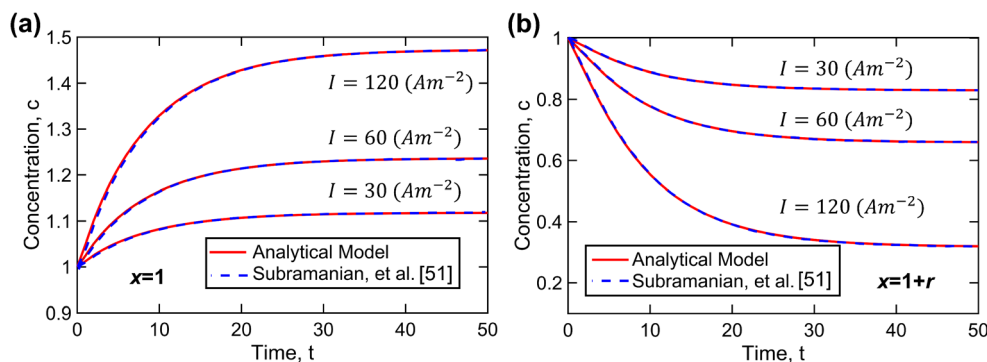 (a)
1.5
1.4
1.3
1.2
1.1
1
0.9
Concentration, c
I = 120 (Am⁻²)
I = 60 (Am⁻²)
I = 30 (Am⁻²)
x=1
Analytical Model
Subramanian, et al. [51]
0 10 20 30 40 50
Time, t
(b)
1
0.8
0.6
0.4
0.2
Concentration, c
I = 30 (Am⁻²)
I = 60 (Am⁻²)
I = 120 (Am⁻²)
Analytical Model
Subramanian, et al. [51]
x=1+r
0 10 20 30 40 50
Time, t